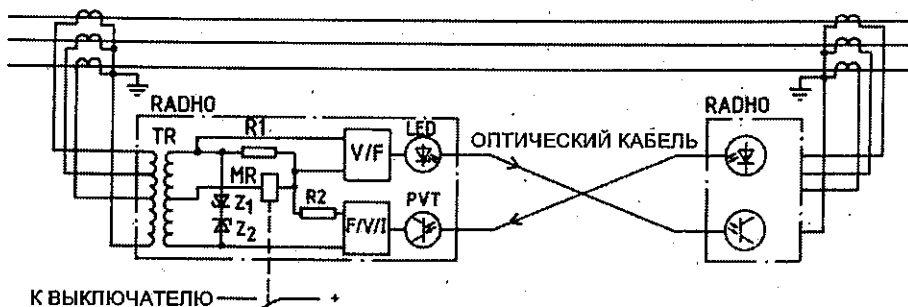 RADHO
RADHO
TR
R1
LED
ОПТИЧЕСКИЙ КАБЕЛЬ
V/F
MR
R2
PVT
Z1
Z2
F/V/I
К ВЫКЛЮЧАТЕЛЮ
+